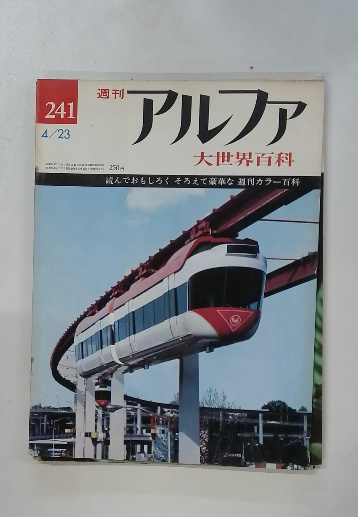 241
週刊
アルファ
4/23
大世界百科
250円
読んでおもしろく そろえて豪華な 週刊カラー百科